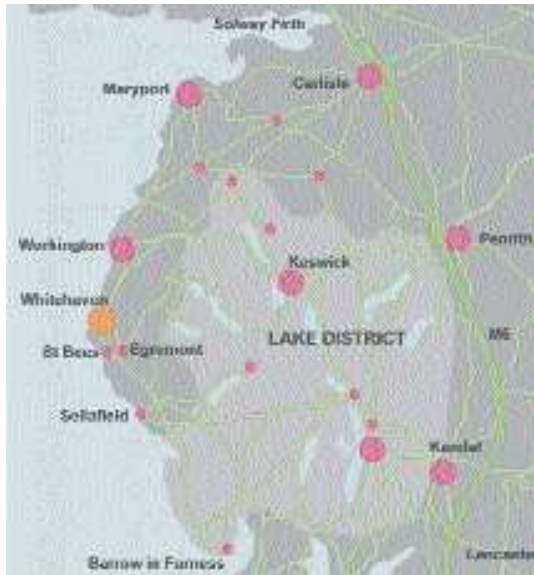 Solway Firth
Carlisle
Maryport
Workington
Penrith
Keswick
Whitehaven
LAKE DISTRICT
M6
St Bees
Egremont
Sellafield
Kendal
Barrow in Furness
Lancaster